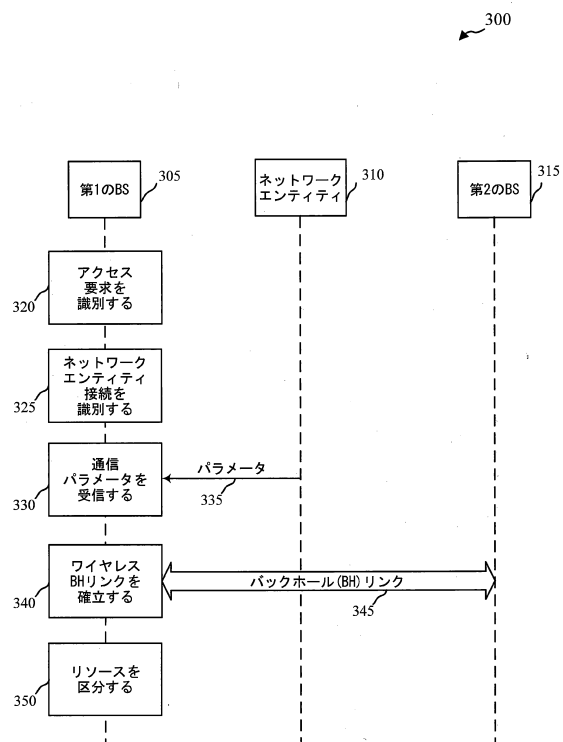 300
第1のBS
305
ネットワーク
エンティティ
310
第2のBS
315
アクセス
要求を
識別する
320
ネットワーク
エンティティ
接続を
識別する
325
通信
パラメータを
受信する
330
パラメータ
335
ワイヤレス
BHリンクを
確立する
340
バックホール(BH)リンク
345
リソースを
区分する
350